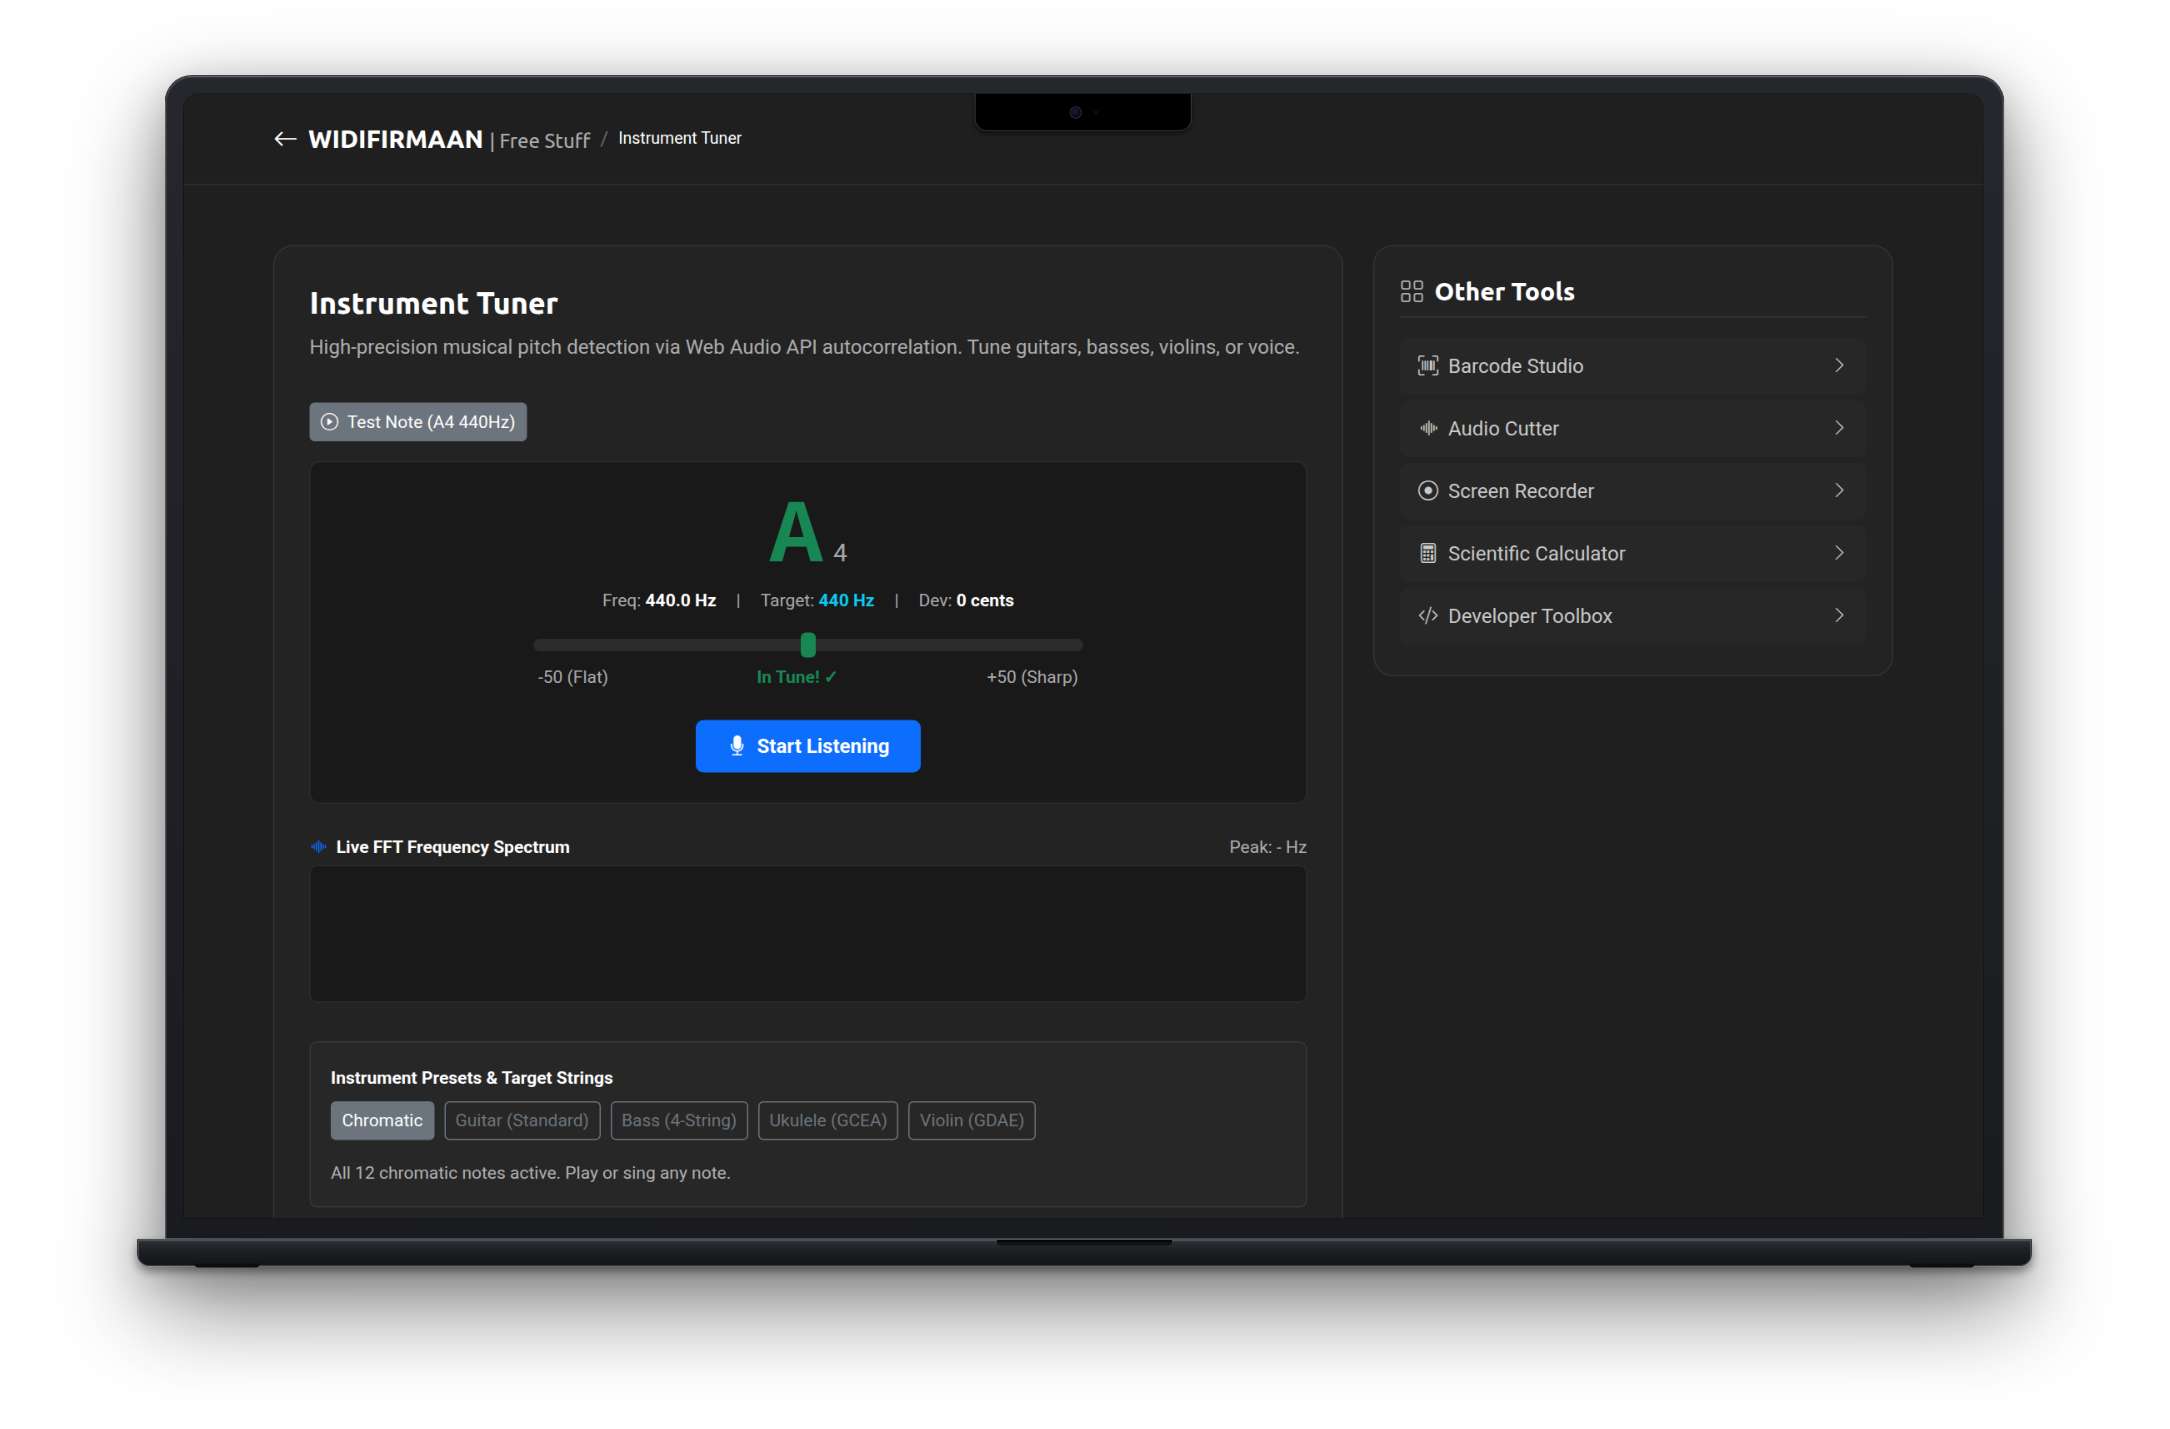 WIDIFIRMAAN | Free Stuff / Instrument Tuner
Instrument Tuner
High-precision musical pitch detection via Web Audio API autocorrelation. Tune guitars, basses, violins, or voice.
Test Note (A4 440Hz)
A 4
Freq: 440.0 Hz | Target: 440 Hz | Dev: 0 cents
-50 (Flat) In Tune! ✓ +50 (Sharp)
Start Listening
Live FFT Frequency Spectrum Peak: - Hz
Instrument Presets & Target Strings
Chromatic Guitar (Standard) Bass (4-String) Ukulele (GCEA) Violin (GDAE)
All 12 chromatic notes active. Play or sing any note.
Other Tools
Barcode Studio
Audio Cutter
Screen Recorder
Scientific Calculator
Developer Toolbox